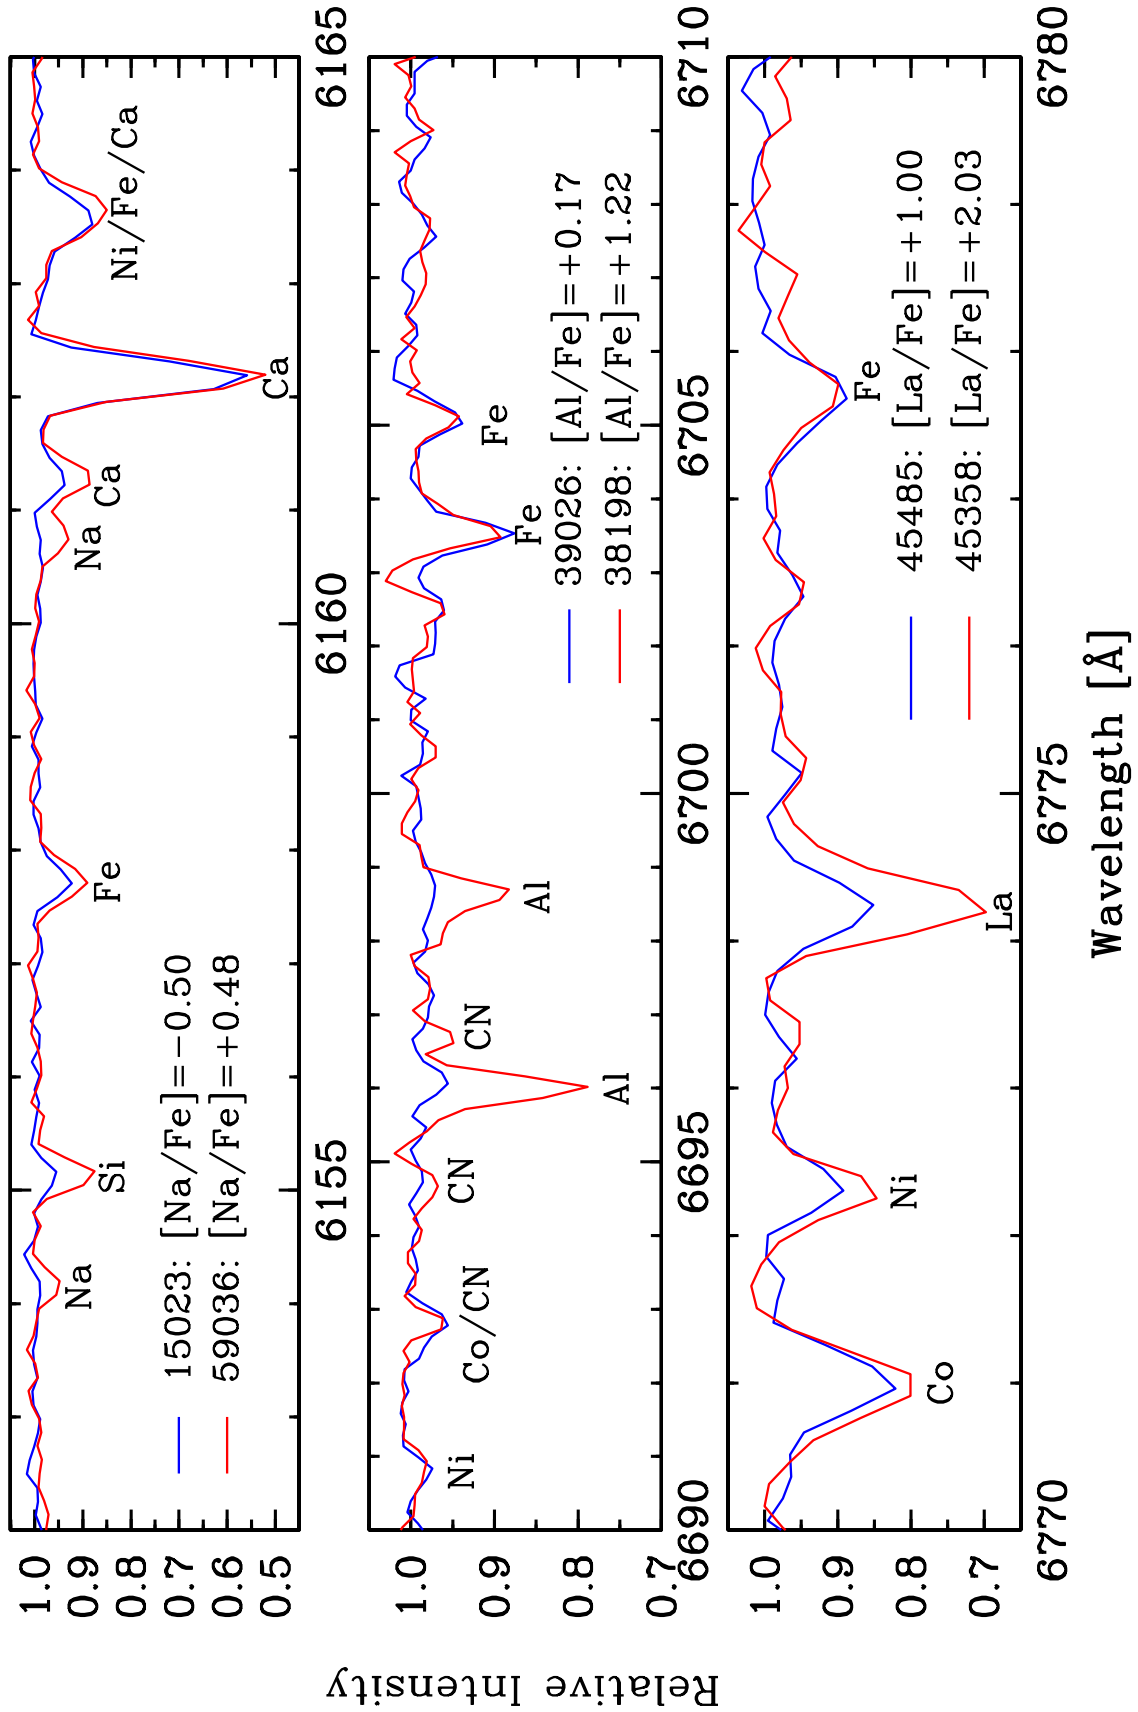 1.0
0.9
0.8
0.7
0.6
0.5
Na
Si
Fe
Na
Ca
Ca
Ni/Fe/Ca
15023: [Na/Fe]=−0.50
59036: [Na/Fe]=+0.48
6155
6160
6165
1.0
0.9
0.8
0.7
Ni
Co/CN
CN
Al
CN
Al
Fe
Fe
39026: [Al/Fe]=+0.17
38198: [Al/Fe]=+1.22
6690
6695
6700
6705
6710
1.0
0.9
0.8
0.7
Co
Ni
La
Fe
45485: [La/Fe]=+1.00
45358: [La/Fe]=+2.03
6770
6775
6780
Wavelength [Å]
Relative Intensity